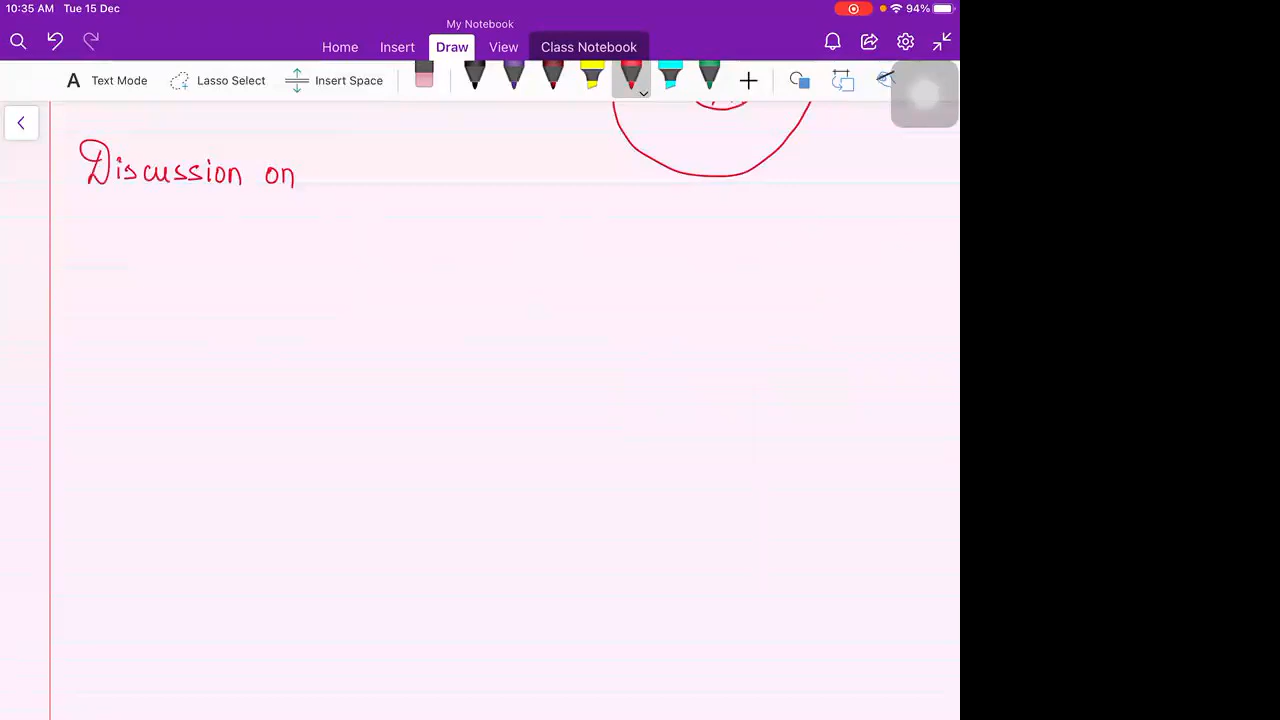 10:35 AM Tue 15 Dec 94%
My Notebook
Home Insert Draw View Class Notebook
A Text Mode Lasso Select Insert Space
Discussion on